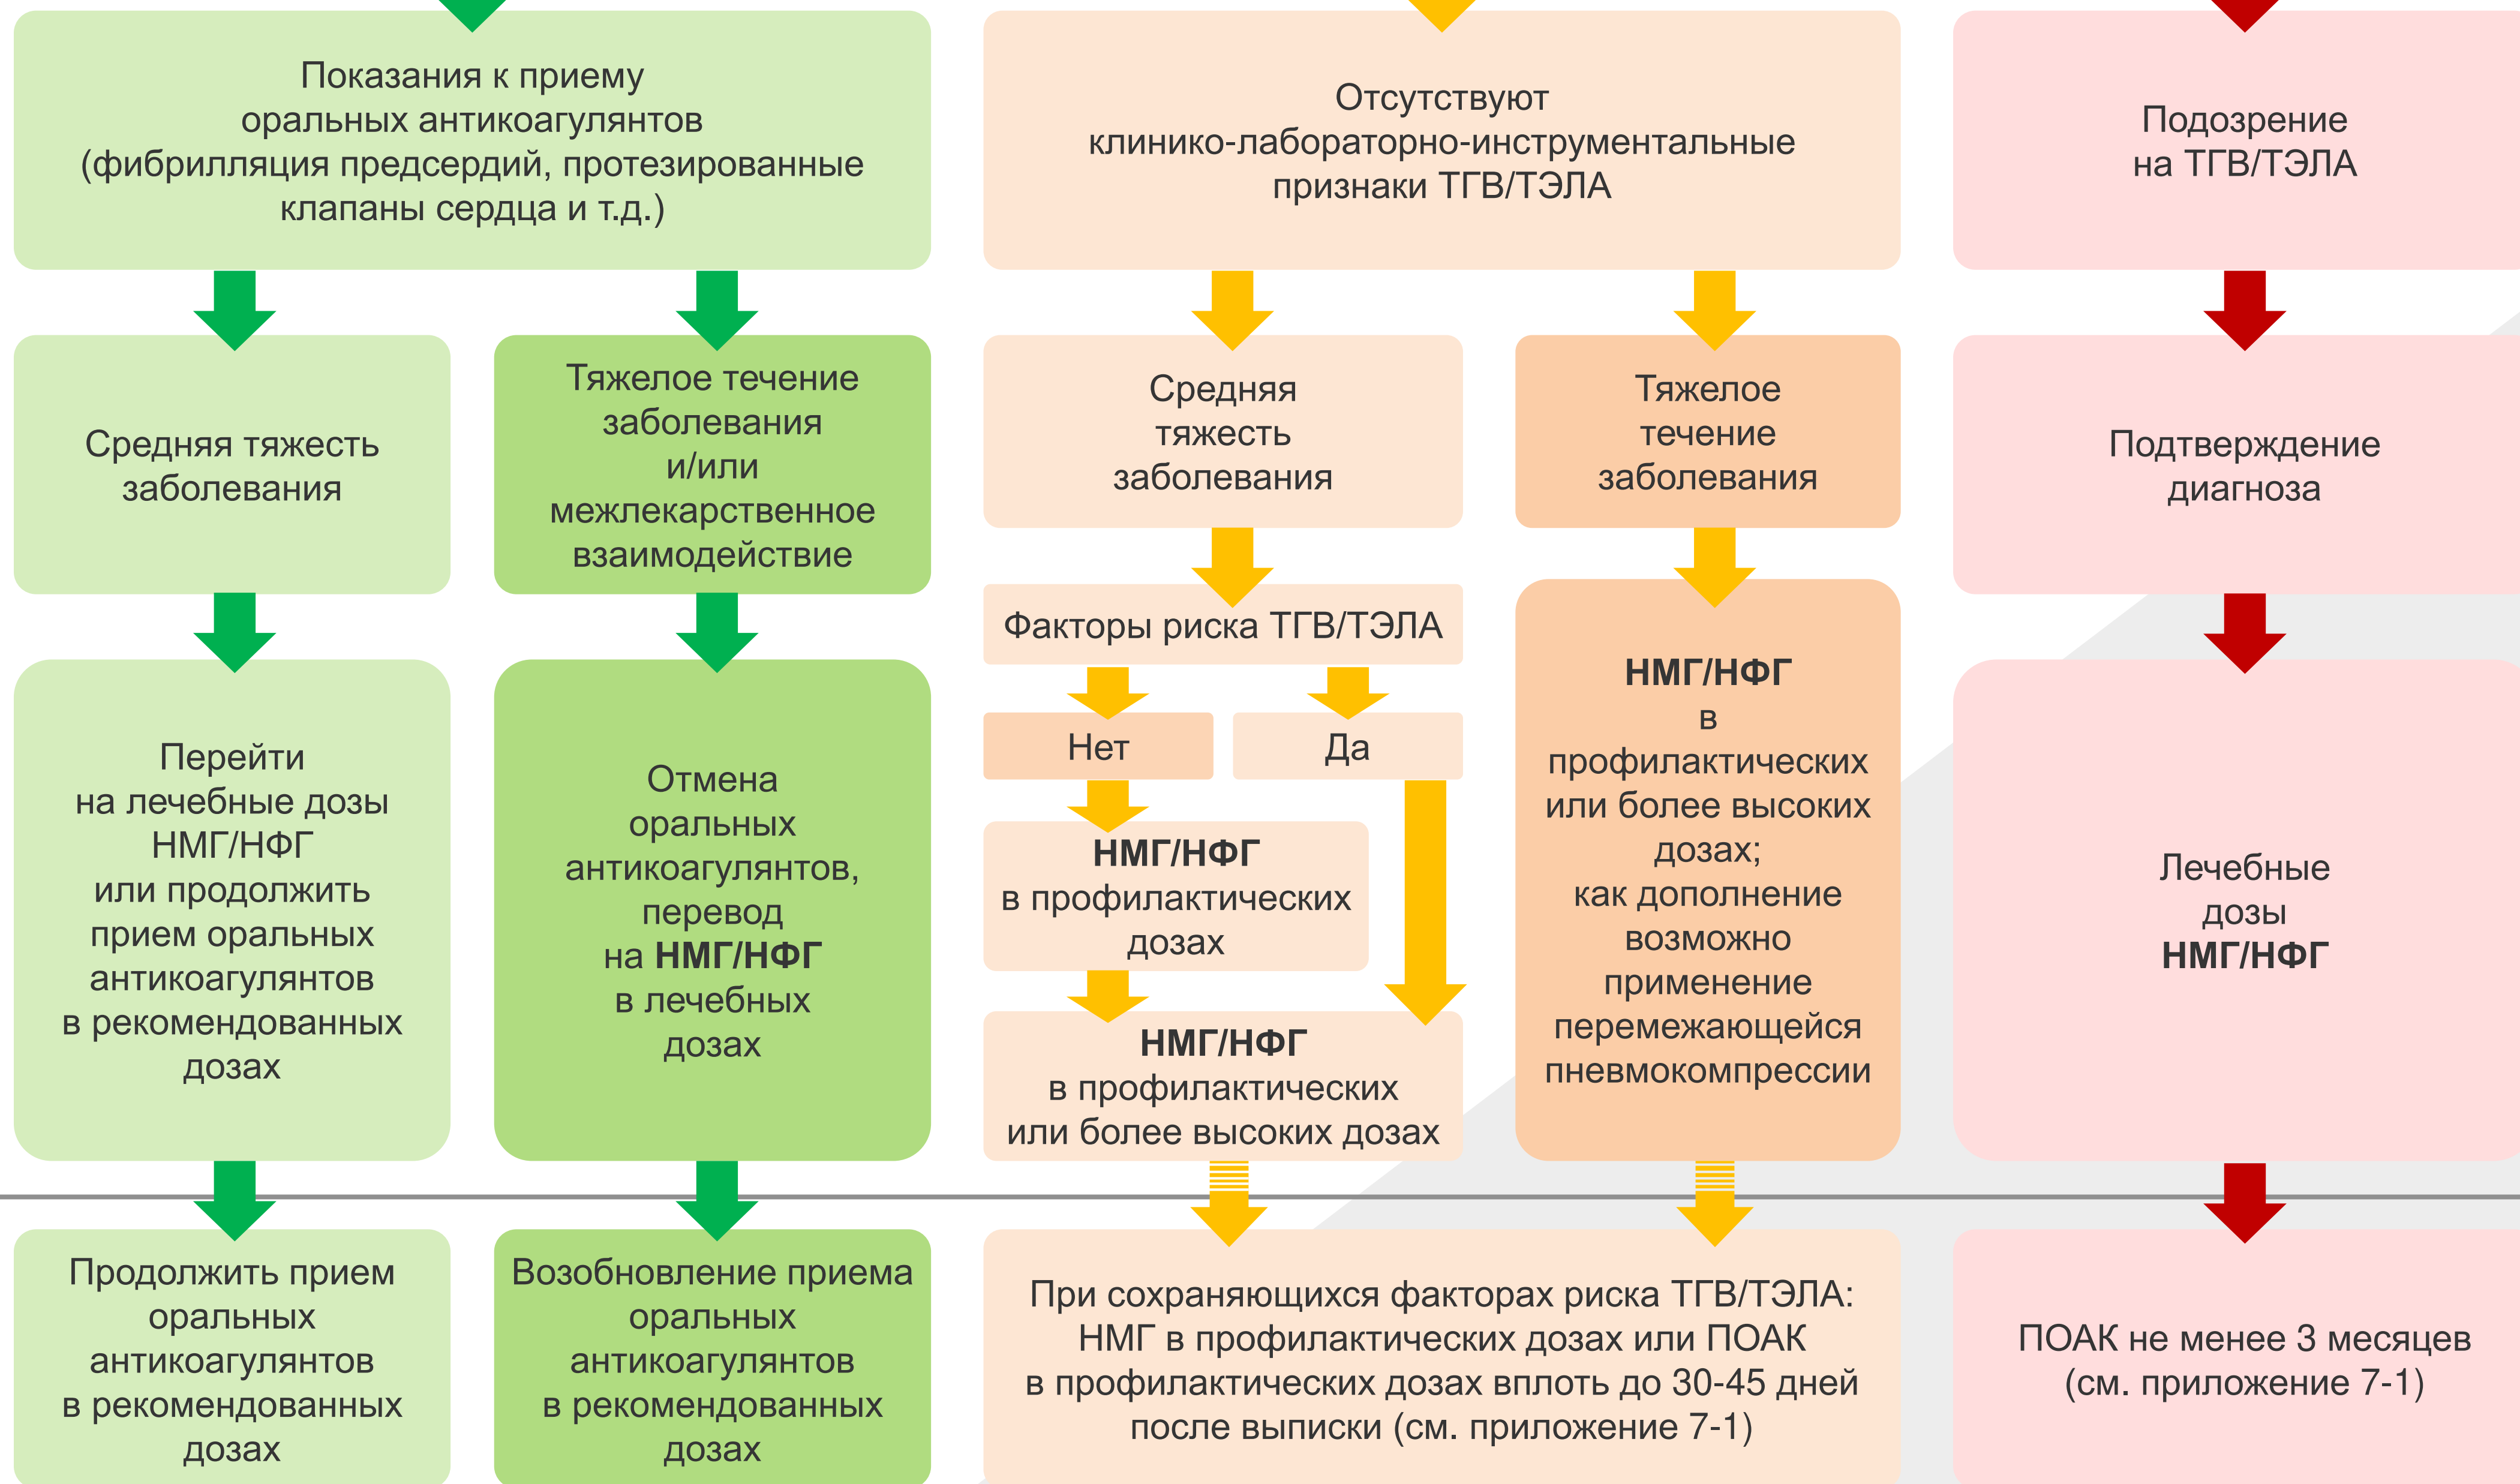 Показания к приему
оральных антикоагулянтов
(фибрилляция предсердий, протезированные
клапаны сердца и т.д.)
Отсутствуют
клинико-лабораторно-инструментальные
признаки ТГВ/ТЭЛА
Подозрение
на ТГВ/ТЭЛА
Средняя тяжесть
заболевания
Тяжелое течение
заболевания
и/или
межлекарственное
взаимодействие
Средняя
тяжесть
заболевания
Тяжелое
течение
заболевания
Подтверждение
диагноза
Факторы риска ТГВ/ТЭЛА
Нет
Да
Перейти
на лечебные дозы
НМГ/НФГ
или продолжить
прием оральных
антикоагулянтов
в рекомендованных
дозах
Отмена
оральных
антикоагулянтов,
перевод
на НМГ/НФГ
в лечебных
дозах
НМГ/НФГ
в профилактических
дозах
НМГ/НФГ
в профилактических
или более высоких дозах
НМГ/НФГ
в
профилактических
или более высоких
дозах;
как дополнение
возможно
применение
перемежающейся
пневмокомпрессии
Лечебные
дозы
НМГ/НФГ
Продолжить прием
оральных
антикоагулянтов
в рекомендованных
дозах
Возобновление приема
оральных
антикоагулянтов
в рекомендованных
дозах
При сохраняющихся факторах риска ТГВ/ТЭЛА:
НМГ в профилактических дозах или ПОАК
в профилактических дозах вплоть до 30-45 дней
после выписки (см. приложение 7-1)
ПОАК не менее 3 месяцев
(см. приложение 7-1)